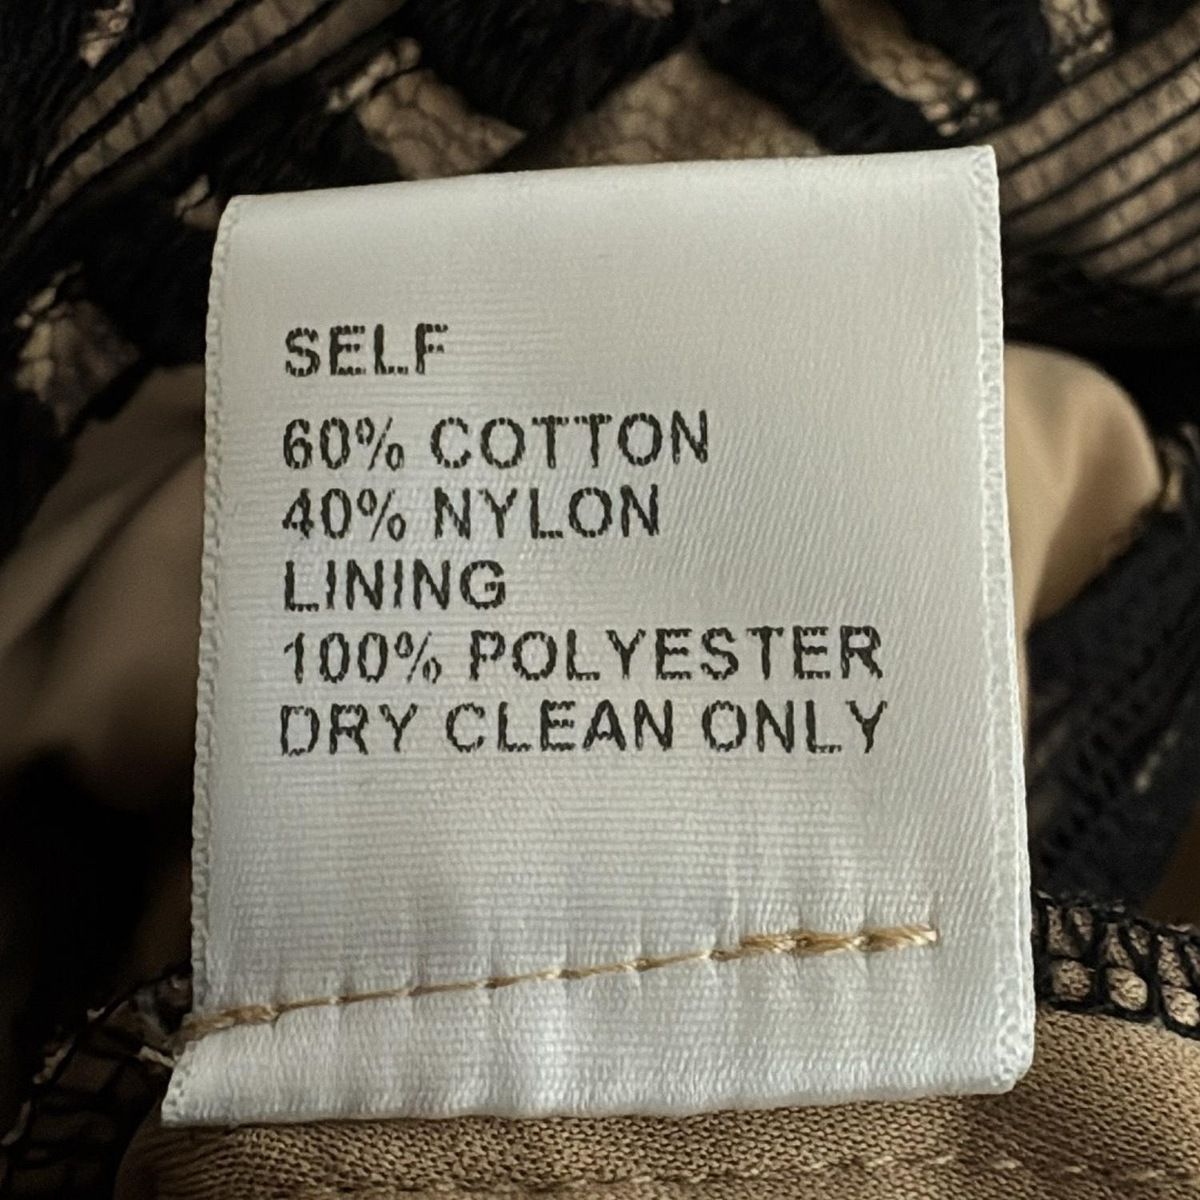 SELF
60% COTTON
40% NYLON
LINING
100% POLYESTER
DRY CLEAN ONLY